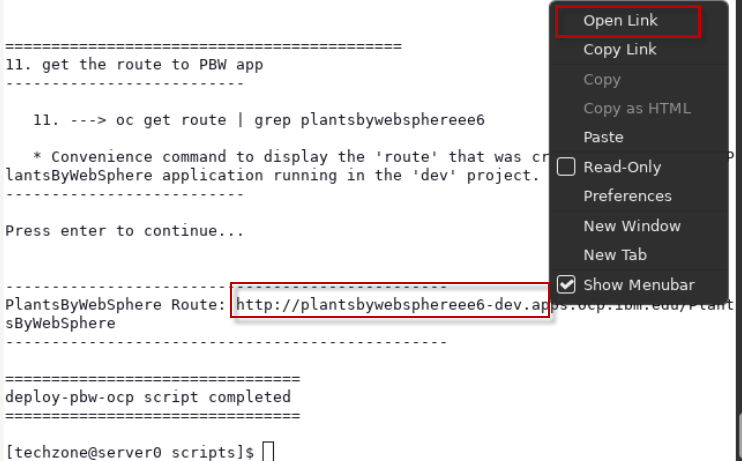 ===========================================
11. get the route to PBW app
--------------------------
11. ---> oc get route | grep plantsbywebsphereee6
* Convenience command to display the 'route' that was cr
P
lantsByWebSphere application running in the 'dev' project.
--------------------------
Press enter to continue...
------------------------------------------------
PlantsByWebSphere Route: http://plantsbywebsphereee6-dev.apps.ocp.ibm.edu/Plant
sByWebSphere
------------------------------------------------
================================
deploy-pbw-ocp script completed
================================
[techzone@server0 scripts]$
Open Link
Copy Link
Copy
Copy as HTML
Paste
Read-Only
Preferences
New Window
New Tab
Show Menubar